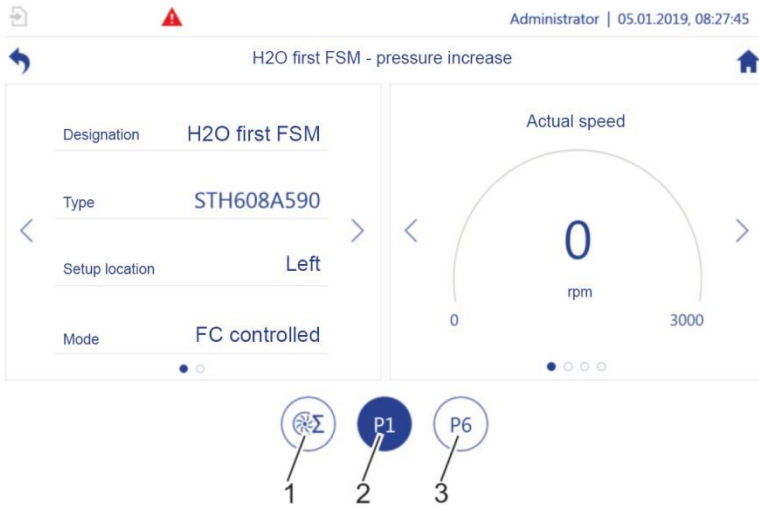 Administrator | 05.01.2019, 08:27:45
H2O first FSM - pressure increase
Designation H2O first FSM
Type STH608A590
Setup location Left
Mode FC controlled
Actual speed
0
rpm
0 3000
Σ P1 P6
1 2 3